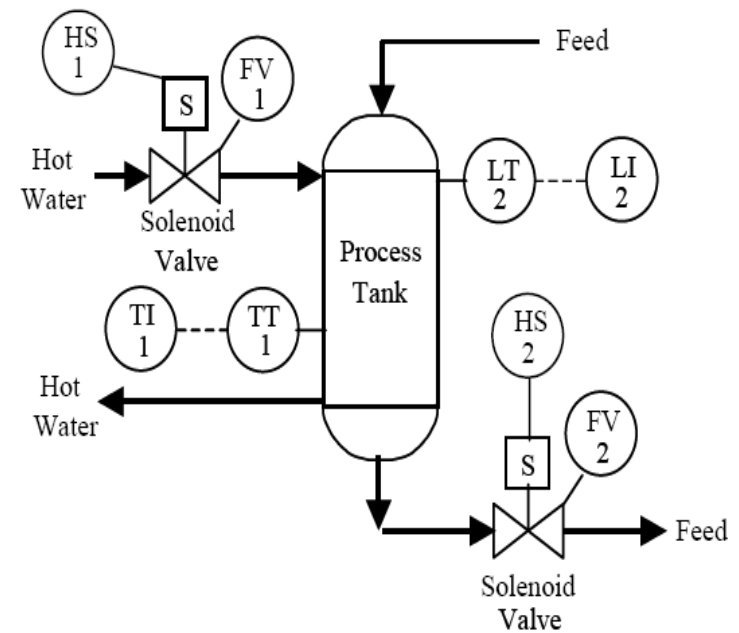 HS
1
FV
1
S
Feed
Hot
Water
Solenoid
Valve
LT
2
LI
2
Process
Tank
TI
1
TT
1
HS
2
Hot
Water
FV
2
S
Feed
Solenoid
Valve